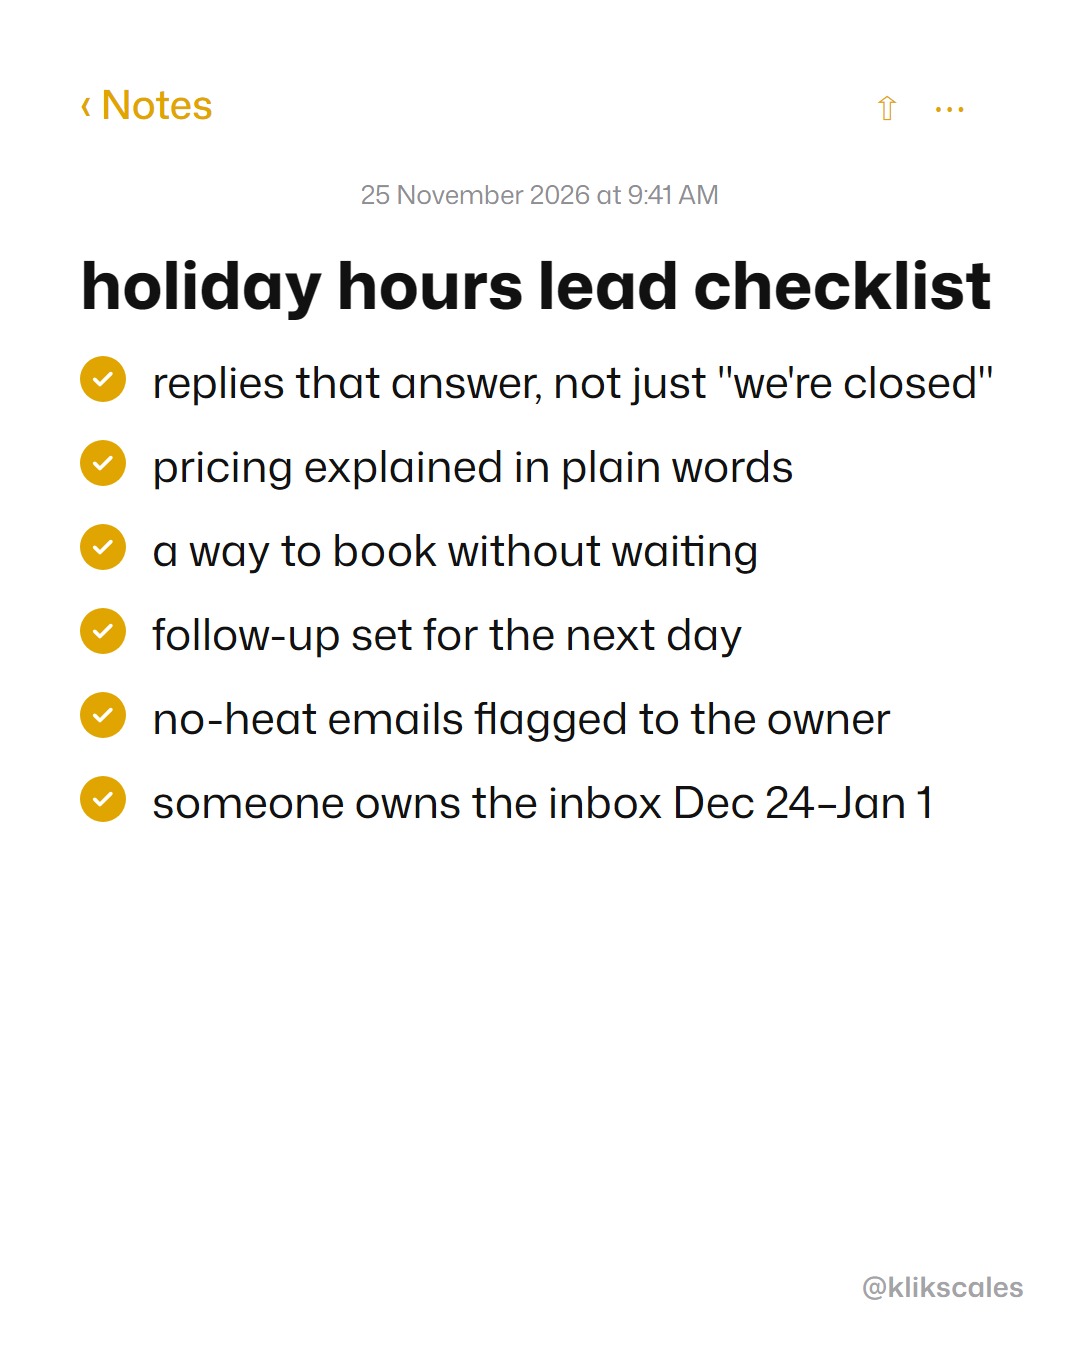 ‹ Notes
25 November 2026 at 9:41 AM
holiday hours lead checklist
replies that answer, not just "we're closed"
pricing explained in plain words
a way to book without waiting
follow-up set for the next day
no-heat emails flagged to the owner
someone owns the inbox Dec 24–Jan 1
@klikscales